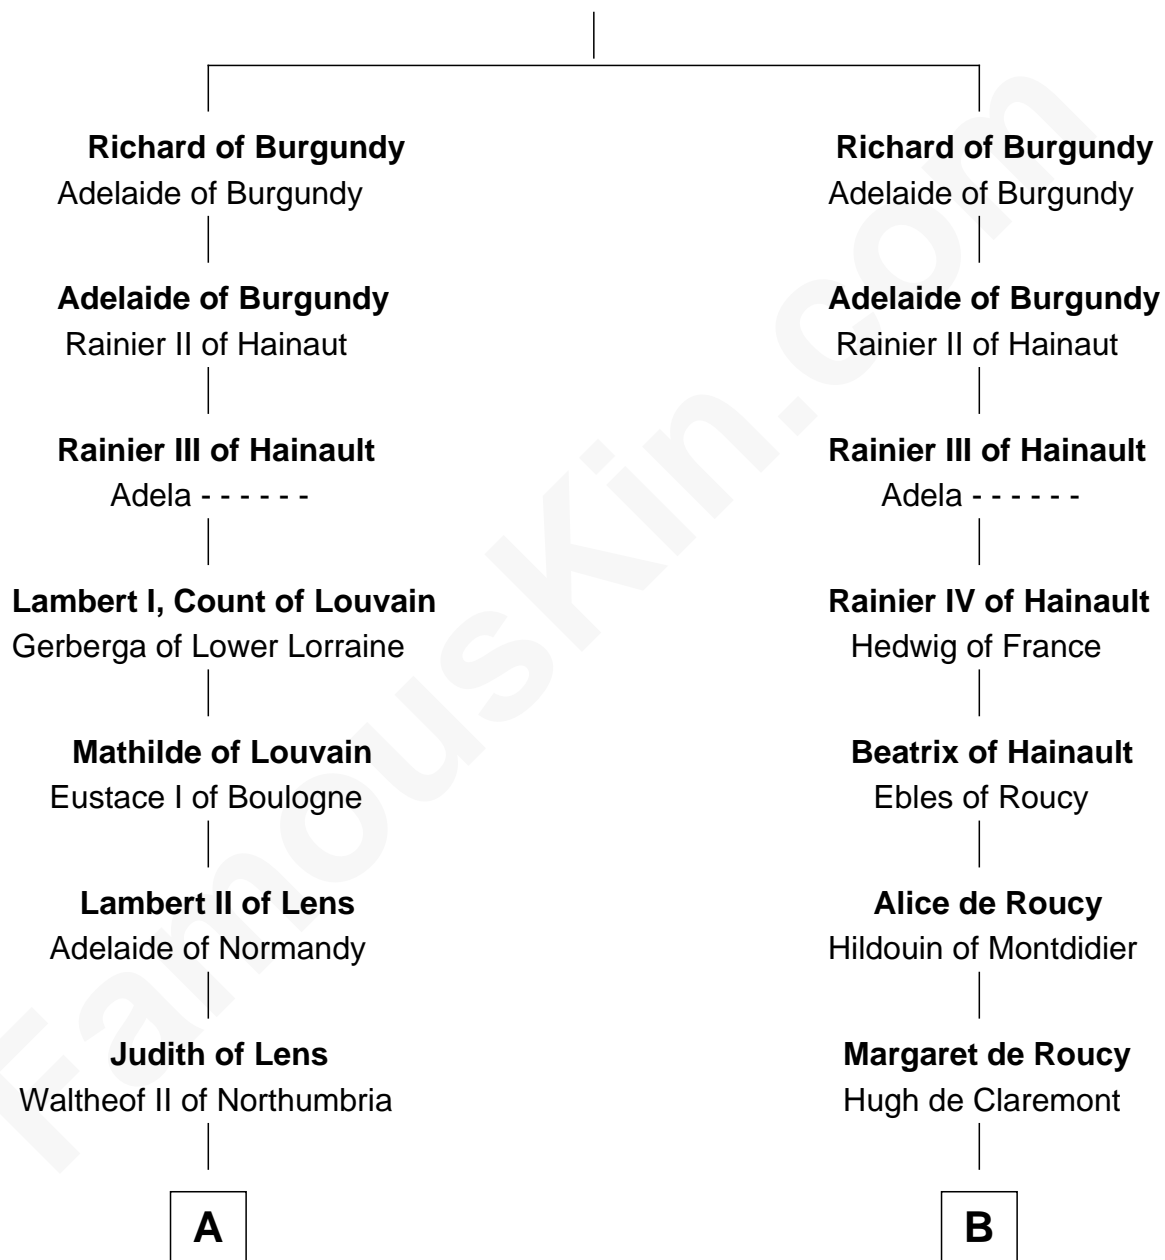 Richard of Burgundy
Adelaide of Burgundy
Adelaide of Burgundy
Rainier II of Hainaut
Rainier III of Hainault
Adela - - - - - -
Lambert I, Count of Louvain
Gerberga of Lower Lorraine
Mathilde of Louvain
Eustace I of Boulogne
Lambert II of Lens
Adelaide of Normandy
Judith of Lens
Waltheof II of Northumbria
A
Richard of Burgundy
Adelaide of Burgundy
Adelaide of Burgundy
Rainier II of Hainaut
Rainier III of Hainault
Adela - - - - - -
Rainier IV of Hainault
Hedwig of France
Beatrix of Hainault
Ebles of Roucy
Alice de Roucy
Hildouin of Montdidier
Margaret de Roucy
Hugh de Claremont
B
FamousKin.com